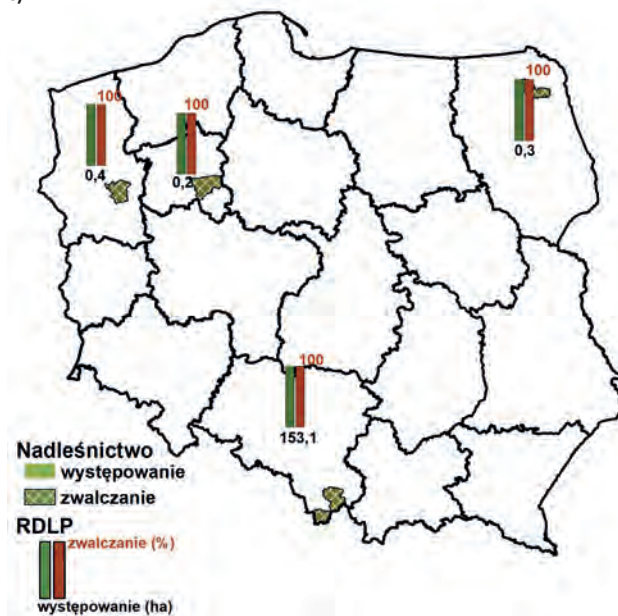 100
100
100
0,4
0,2
0,3
100
153,1
Nadleśnictwo
występowanie
zwalczanie
RDLP
zwalczanie (%)
występowanie (ha)